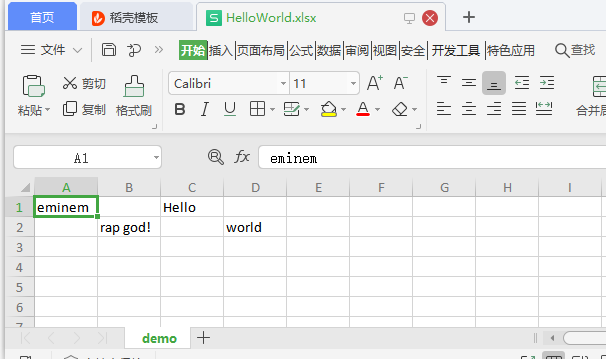 首页 稻壳模板 HelloWorld.xlsx
文件 开始 插入 页面布局 公式 数据 审阅 视图 安全 开发工具 特色应用 查找
剪切 Calibri 11 A+ A-
粘贴 复制 格式刷 B I U A 合并
A1 fx eminem
A B C D E F G H I
1 eminem Hello
2 rap god! world
3
4
5
6
7
demo